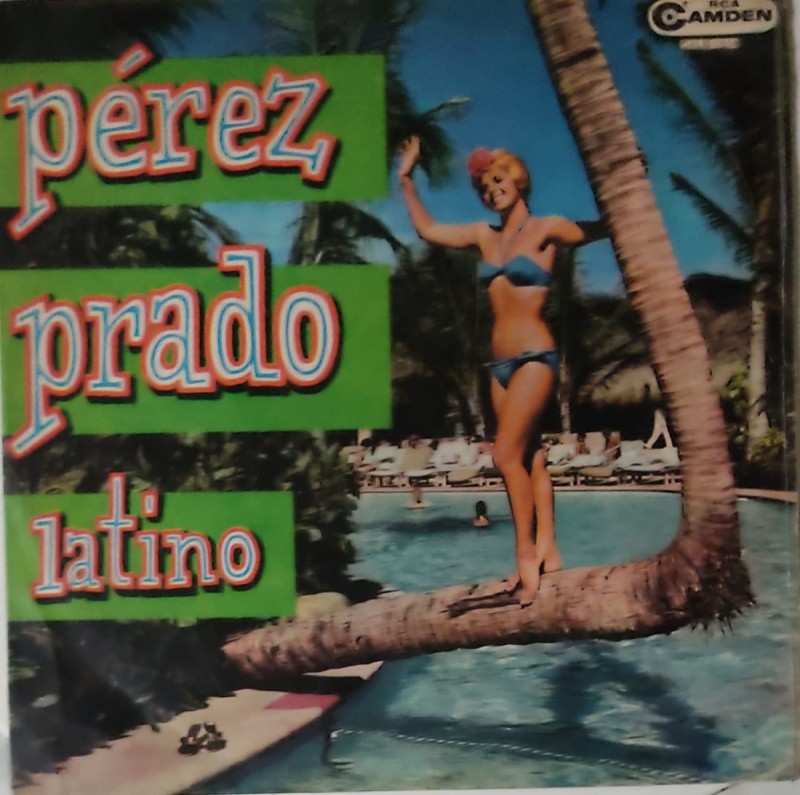 RCA
CAMDEN
pérez
prado
latino